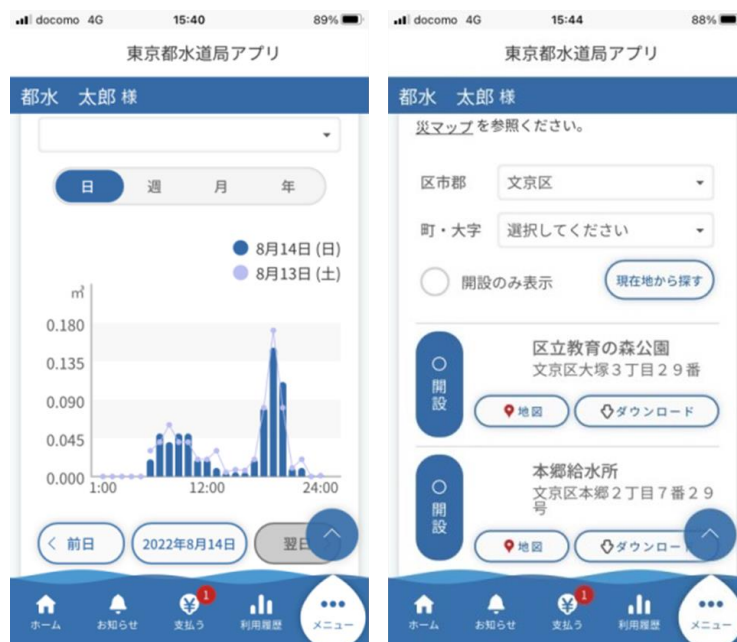 docomo 4G 15:40 89%
東京都水道局アプリ
都水 太郎 様
日 週 月 年
8月14日 (日)
8月13日 (土)
㎥
0.180
0.135
0.090
0.045
0.000
1:00 12:00 24:00
前日 2022年8月14日 翌日
ホーム お知らせ 支払う 1 利用履歴 メニュー
docomo 4G 15:44 88%
東京都水道局アプリ
都水 太郎 様
災マップを参照ください。
区市郡 文京区
町・大字 選択してください
開設のみ表示 現在地から探す
○開設
区立教育の森公園
文京区大塚3丁目29番
地図 ダウンロード
○開設
本郷給水所
文京区本郷2丁目7番29
号
地図 ダウンロード
ホーム お知らせ 支払う 1 利用履歴 メニュー